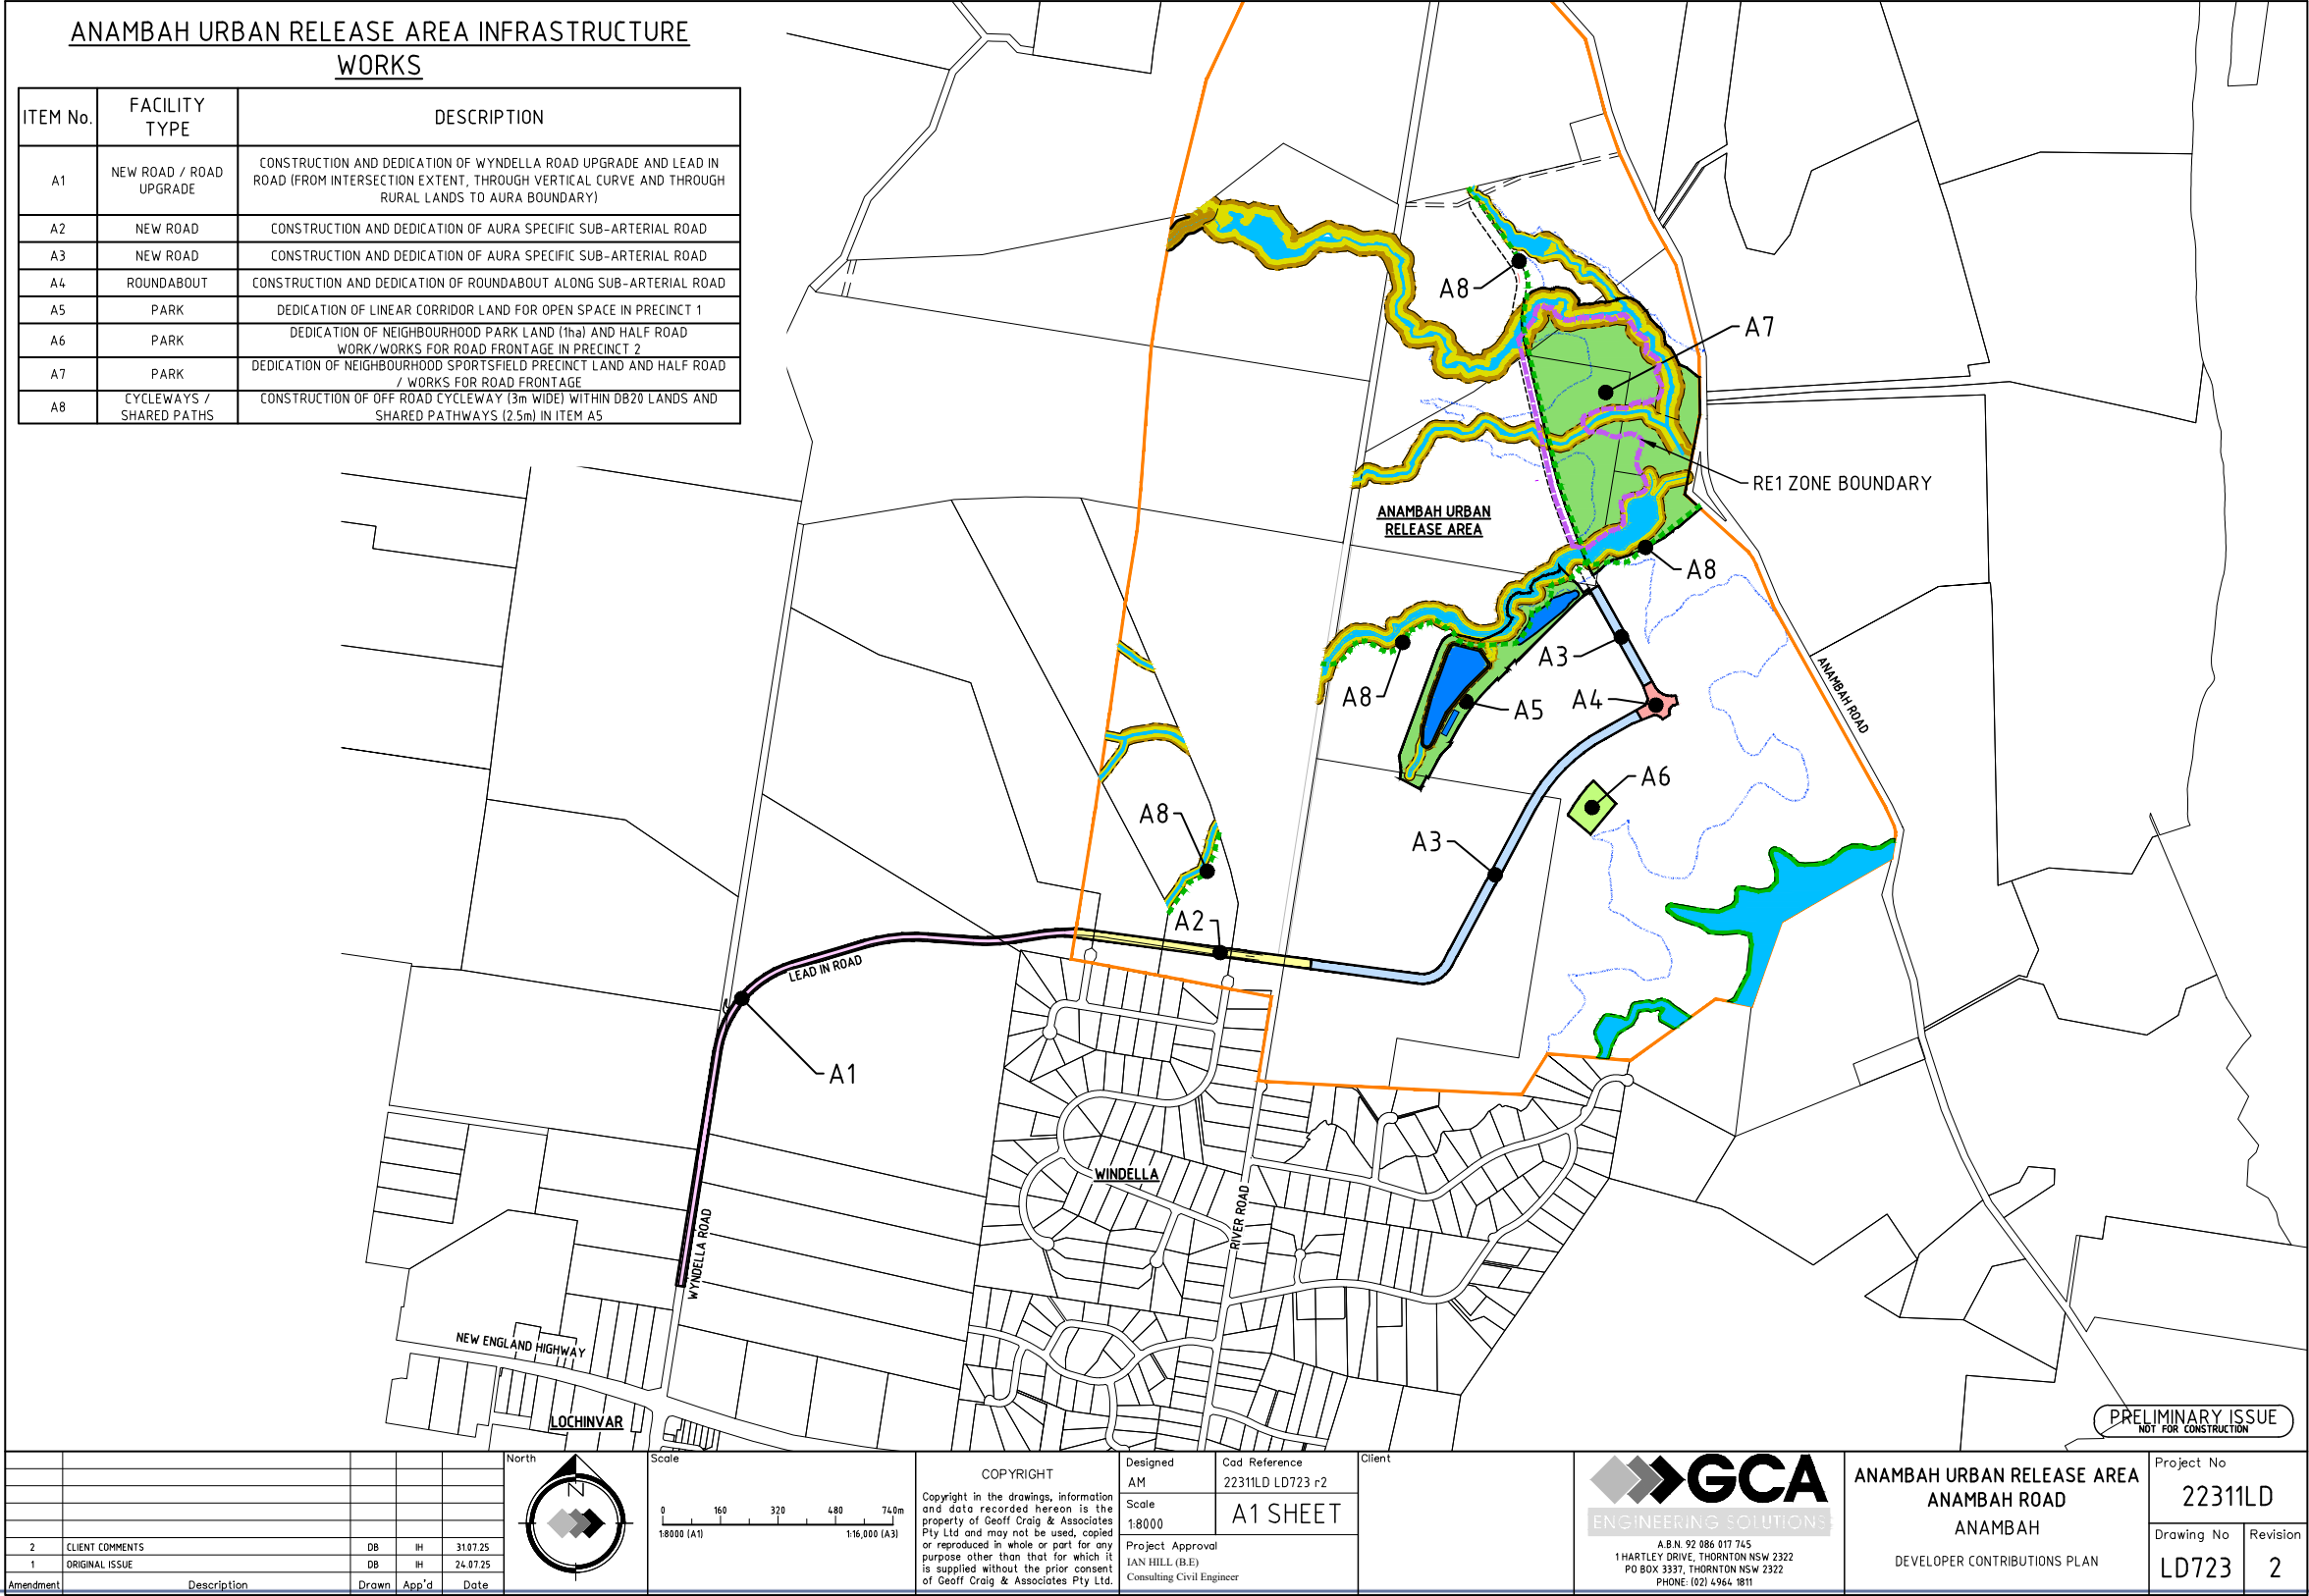 ANAMBAH URBAN RELEASE AREA INFRASTRUCTURE
WORKS
ITEM No.
FACILITY
TYPE
DESCRIPTION
A1
NEW ROAD / ROAD
UPGRADE
CONSTRUCTION AND DEDICATION OF WYNDELLA ROAD UPGRADE AND LEAD IN
ROAD (FROM INTERSECTION EXTENT, THROUGH VERTICAL CURVE AND THROUGH
RURAL LANDS TO AURA BOUNDARY)
A2
NEW ROAD
CONSTRUCTION AND DEDICATION OF AURA SPECIFIC SUB-ARTERIAL ROAD
A3
NEW ROAD
CONSTRUCTION AND DEDICATION OF AURA SPECIFIC SUB-ARTERIAL ROAD
A4
ROUNDABOUT
CONSTRUCTION AND DEDICATION OF ROUNDABOUT ALONG SUB-ARTERIAL ROAD
A5
PARK
DEDICATION OF LINEAR CORRIDOR LAND FOR OPEN SPACE IN PRECINCT 1
A6
PARK
DEDICATION OF NEIGHBOURHOOD PARK LAND (1ha) AND HALF ROAD
WORK/WORKS FOR ROAD FRONTAGE IN PRECINCT 2
A7
PARK
DEDICATION OF NEIGHBOURHOOD SPORTSFIELD PRECINCT LAND AND HALF ROAD
/ WORKS FOR ROAD FRONTAGE
A8
CYCLEWAYS /
SHARED PATHS
CONSTRUCTION OF OFF ROAD CYCLEWAY (3m WIDE) WITHIN DB20 LANDS AND
SHARED PATHWAYS (2.5m) IN ITEM A5
A8
A7
RE1 ZONE BOUNDARY
ANAMBAH URBAN
RELEASE AREA
A8
A3
A8
A5
A4
ANAMBAH ROAD
A6
A8
A3
A2
LEAD IN ROAD
A1
WINDELLA
RIVER ROAD
WYNDELLA ROAD
NEW ENGLAND HIGHWAY
LOCHINVAR
PRELIMINARY ISSUE
NOT FOR CONSTRUCTION
2 CLIENT COMMENTS DB IH 31.07.25
1 ORIGINAL ISSUE DB IH 24.07.25
Amendment Description Drawn App'd Date
North
N
Scale
0 160 320 480 740m
1:8000 (A1) 1:16,000 (A3)
COPYRIGHT
Copyright in the drawings, information
and data recorded hereon is the
property of Geoff Craig & Associates
Pty Ltd and may not be used, copied
or reproduced in whole or part for any
purpose other than that for which it
is supplied without the prior consent
of Geoff Craig & Associates Pty Ltd.
Designed
AM
Cad Reference
22311LD LD723 r2
Scale
1:8000
A1 SHEET
Project Approval
IAN HILL (B.E)
Consulting Civil Engineer
Client
GCA
ENGINEERING SOLUTIONS
A.B.N. 92 086 017 745
1 HARTLEY DRIVE, THORNTON NSW 2322
PO BOX 3337, THORNTON NSW 2322
PHONE: (02) 4964 1811
ANAMBAH URBAN RELEASE AREA
ANAMBAH ROAD
ANAMBAH
DEVELOPER CONTRIBUTIONS PLAN
Project No
22311LD
Drawing No
LD723
Revision
2